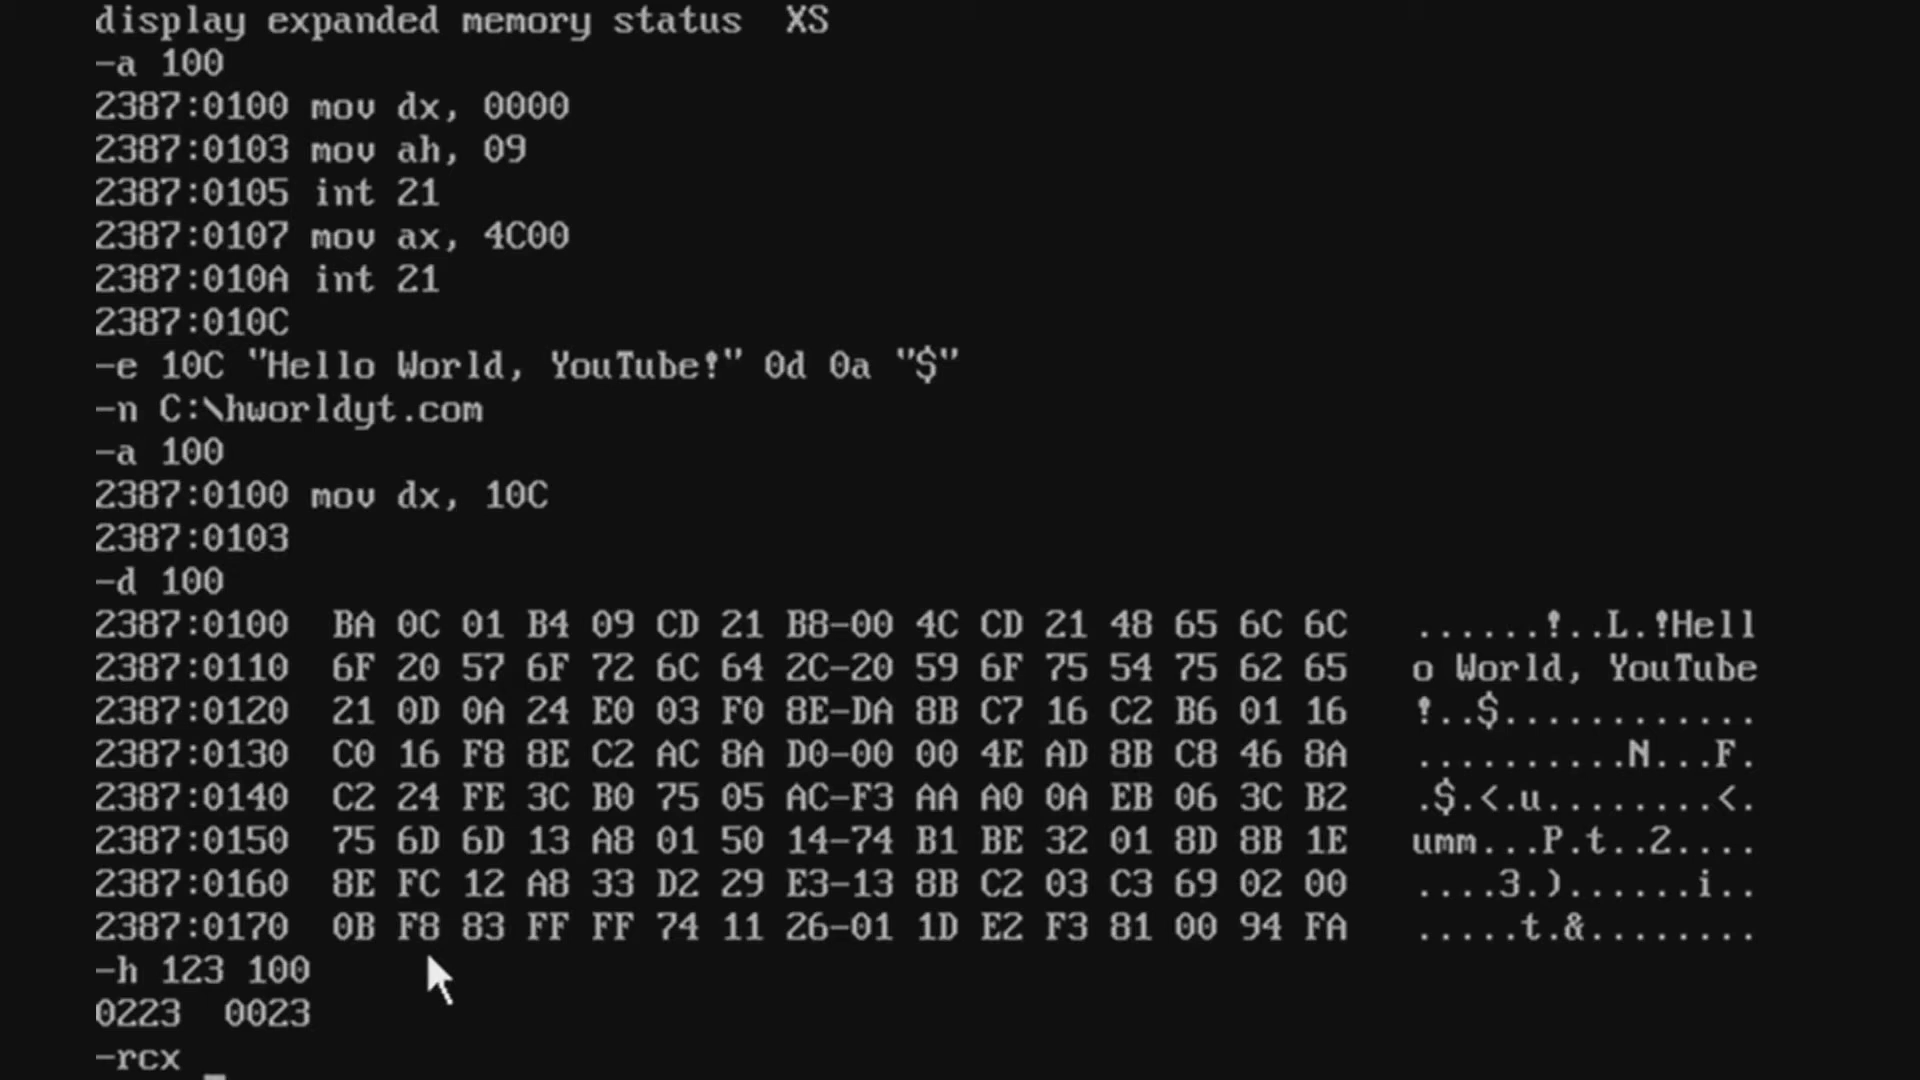 display expanded memory status  XS
-a 100
2387:0100 mov dx, 0000
2387:0103 mov ah, 09
2387:0105 int 21
2387:0107 mov ax, 4C00
2387:010A int 21
2387:010C
-e 10C "Hello World, YouTube!" 0d 0a "$"
-n C:\hworldyt.com
-a 100
2387:0100 mov dx, 10C
2387:0103
-d 100
2387:0100  BA 0C 01 B4 09 CD 21 B8-00 4C CD 21 48 65 6C 6C   ......!..L.!Hell
2387:0110  6F 20 57 6F 72 6C 64 2C-20 59 6F 75 54 75 62 65   o World, YouTube
2387:0120  21 0D 0A 24 E0 03 F0 8E-DA 8B C7 16 C2 B6 01 16   !..$............
2387:0130  C0 16 F8 8E C2 AC 8A D0-00 00 4E AD 8B C8 46 8A   ..........N...F.
2387:0140  C2 24 FE 3C B0 75 05 AC-F3 AA A0 0A EB 06 3C B2   .$.<.u........<.
2387:0150  75 6D 6D 13 A8 01 50 14-74 B1 BE 32 01 8D 8B 1E   umm...P.t..2....
2387:0160  8E FC 12 A8 33 D2 29 E3-13 8B C2 03 C3 69 02 00   ....3.)......i..
2387:0170  0B F8 83 FF FF 74 11 26-01 1D E2 F3 81 00 94 FA   .....t.&........
-h 123 100
0223  0023
-rcx _